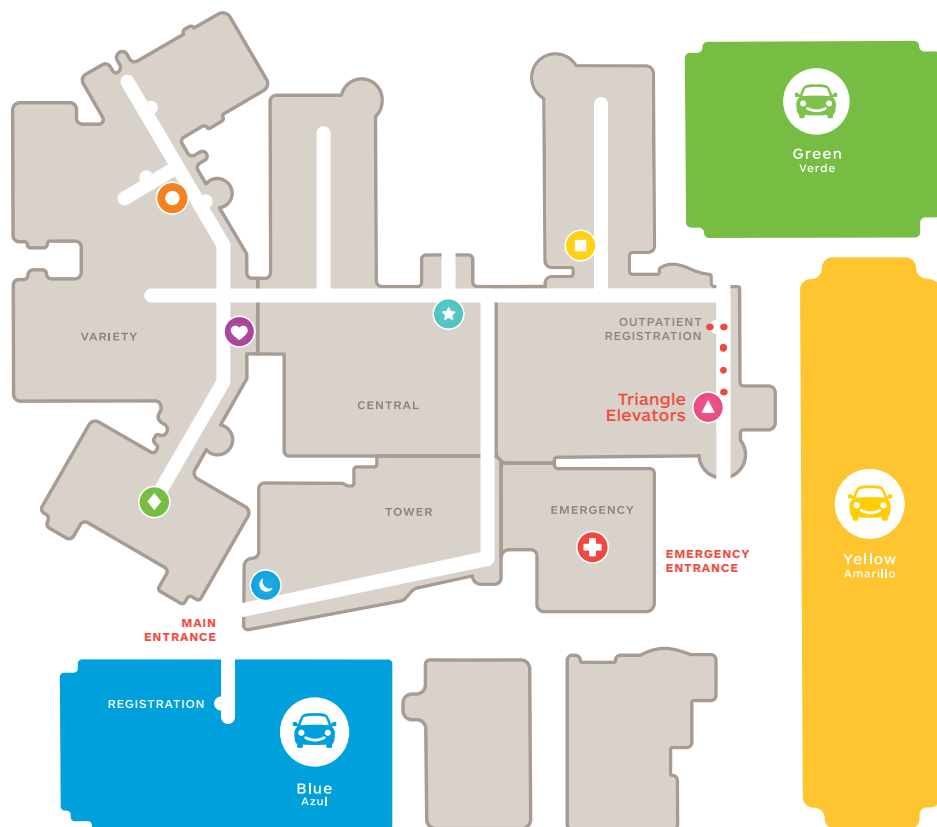 Green
Verde
OUTPATIENT
REGISTRATION
VARIETY
Triangle
Elevators
CENTRAL
TOWER
EMERGENCY
EMERGENCY
ENTRANCE
Yellow
Amarillo
MAIN
ENTRANCE
REGISTRATION
Blue
Azul